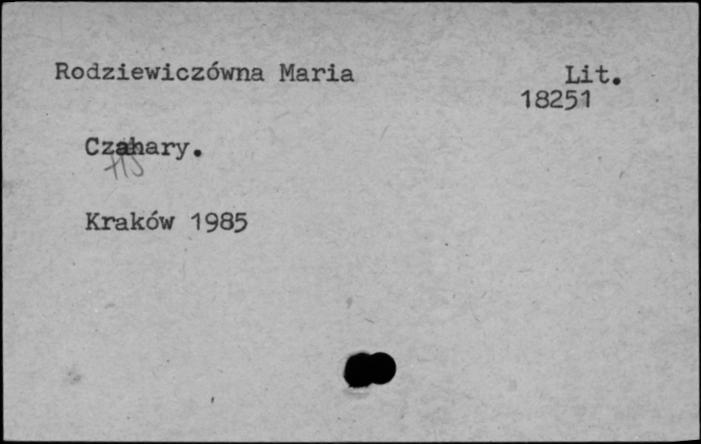 Rodziewiczówna Maria
Lit.
18251
Czahary.
Kraków 1985